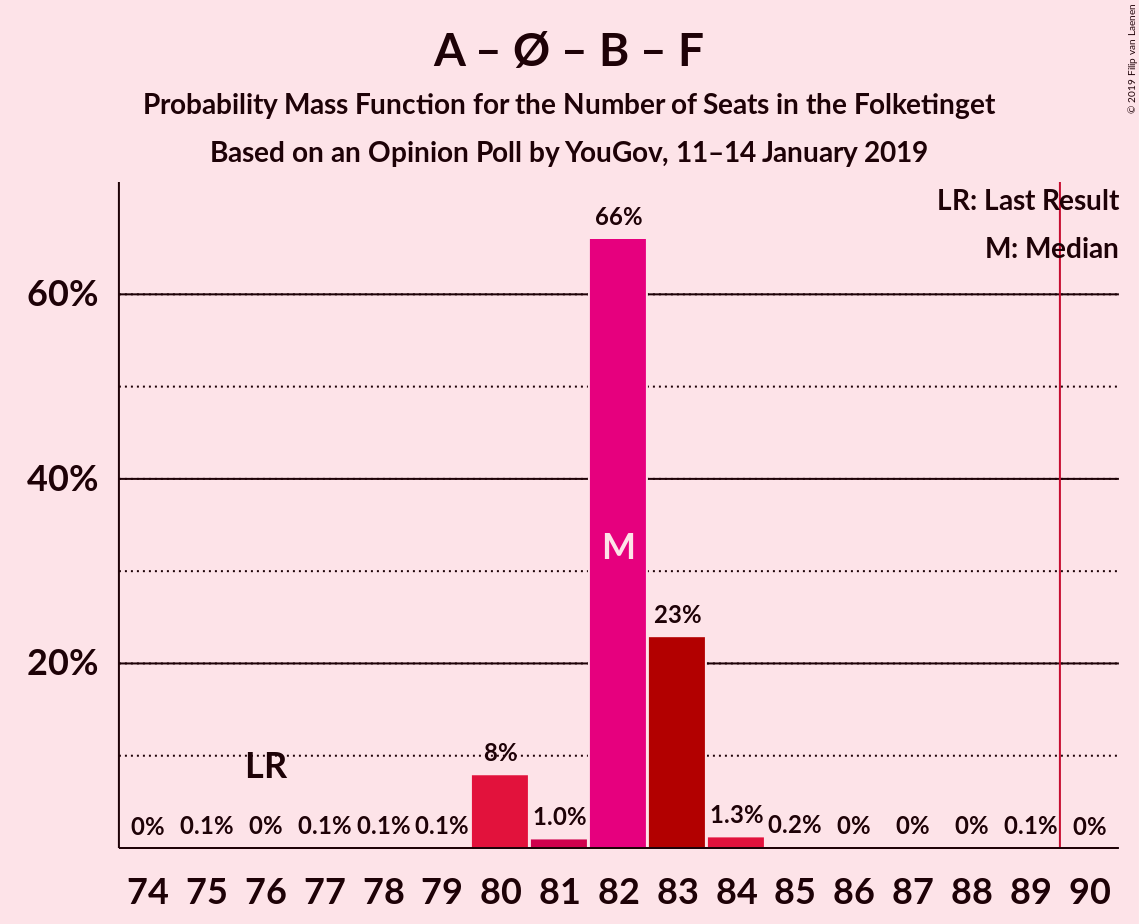 A – Ø – B – F
Probability Mass Function for the Number of Seats in the Folketinget
Based on an Opinion Poll by YouGov, 11–14 January 2019
© 2019 Filip van Laenen
LR: Last Result
M: Median
66%
60%
M
40%
23%
20%
8%
LR
0% 0.1% 0% 0.1% 0.1% 0.1% 1.0% 1.3% 0.2% 0% 0% 0% 0.1% 0%
74 75 76 77 78 79 80 81 82 83 84 85 86 87 88 89 90